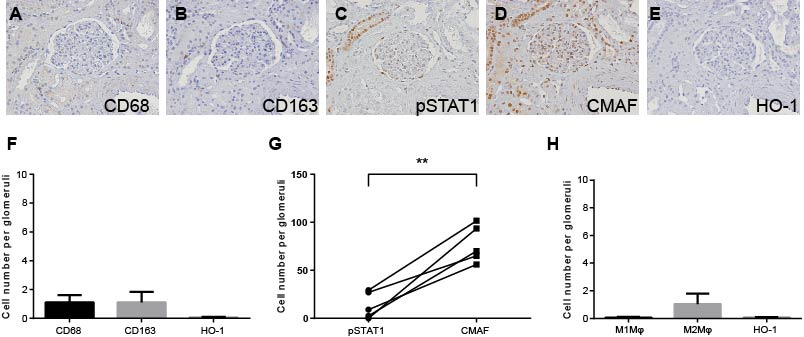 A
CD68
B
CD163
C
pSTAT1
D
CMAF
E
HO-1
F
Cell number per glomeruli
10
8
6
4
2
0
CD68
CD163
HO-1
G
Cell number per glomeruli
150
100
50
0
**
pSTAT1
CMAF
H
Cell number per glomeruli
10
8
6
4
2
0
M1Mφ
M2Mφ
HO-1